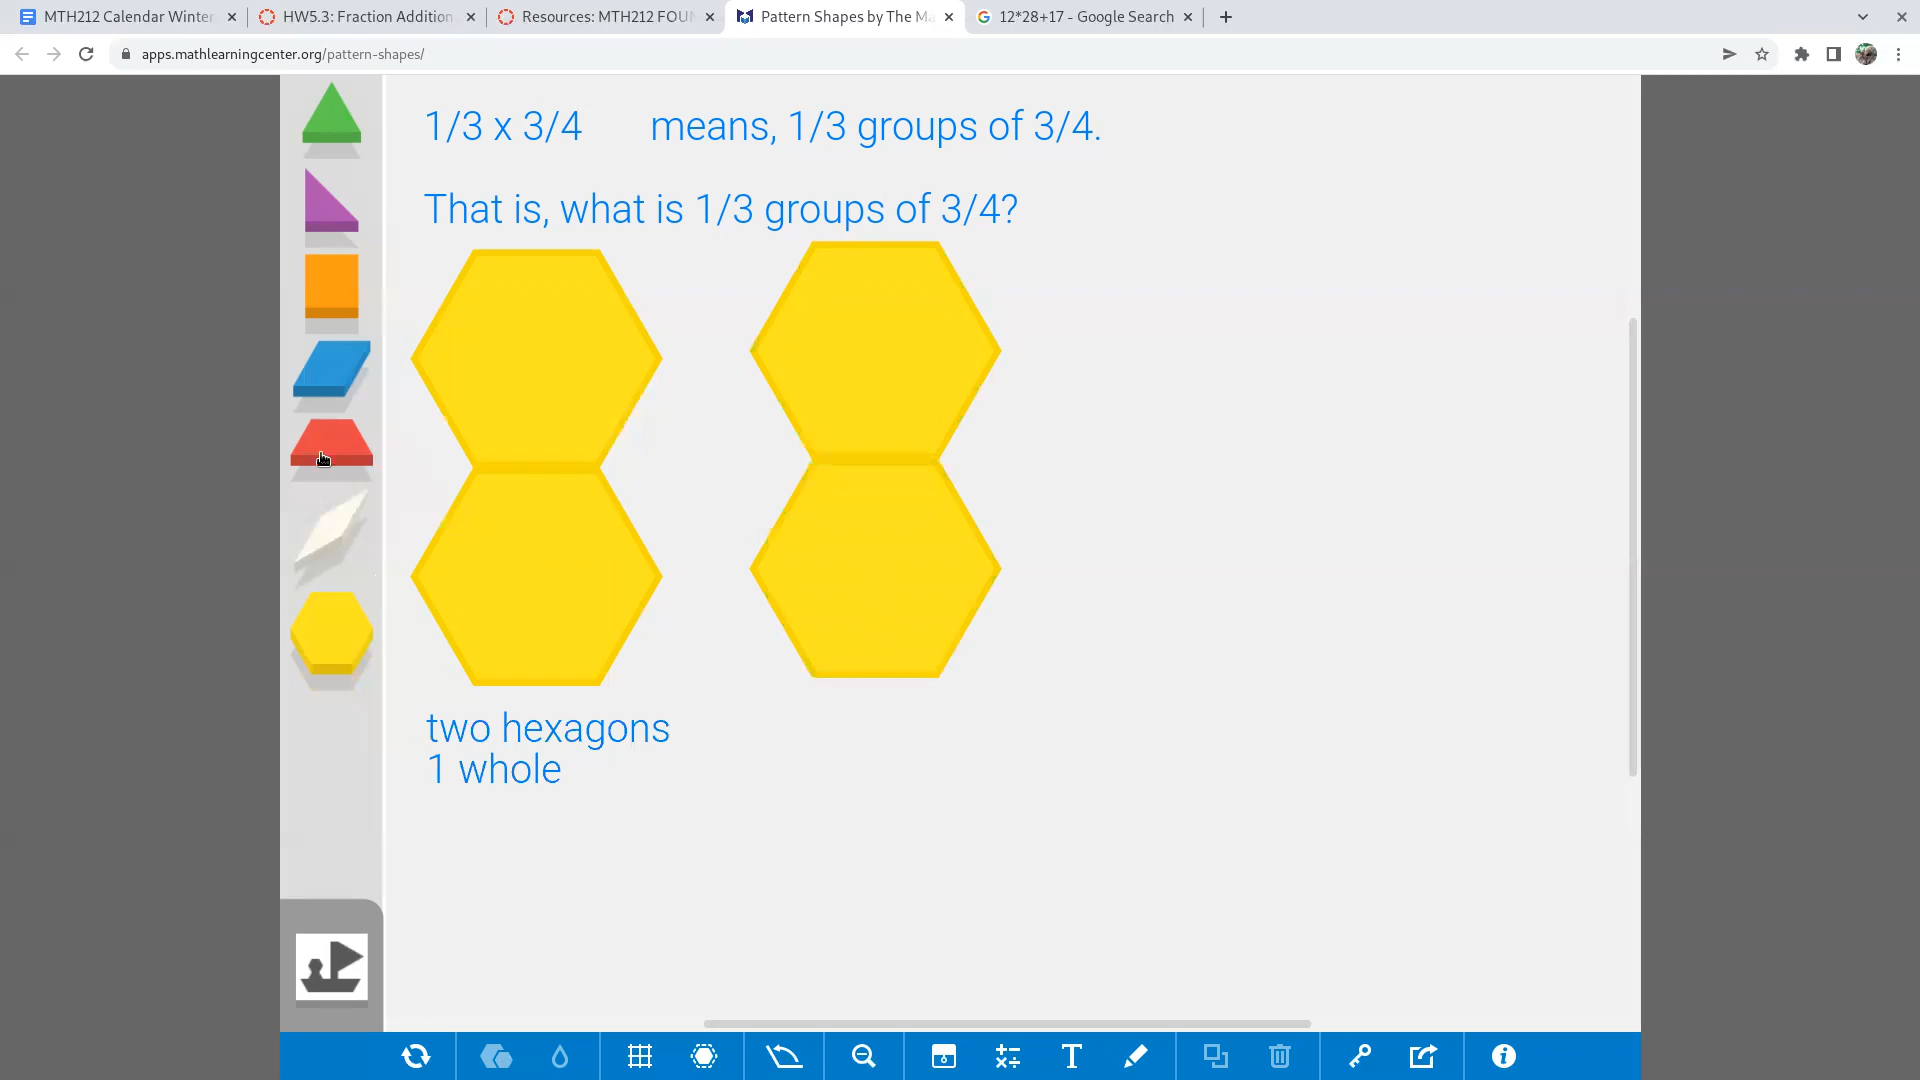 MTH212 Calendar Winter
HW5.3: Fraction Addition
Resources: MTH212 FOUN
Pattern Shapes by The Ma
12*28+17 - Google Search
apps.mathlearningcenter.org/pattern-shapes/
1/3 x 3/4 means, 1/3 groups of 3/4.
That is, what is 1/3 groups of 3/4?
two hexagons
1 whole
T